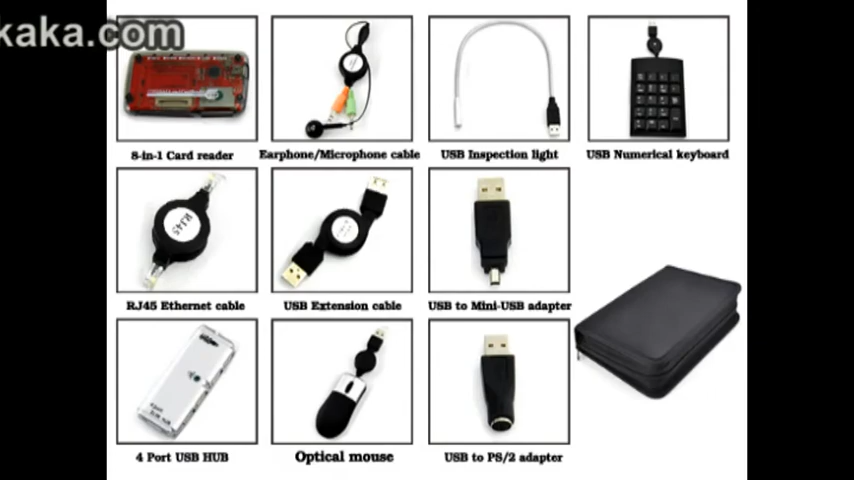 kaka.com
8-in-1 Card reader
Earphone/Microphone cable
USB Inspection light
USB Numerical keyboard
RJ45
RJ45 Ethernet cable
USB Extension cable
USB to Mini-USB adapter
4 Port USB HUB
Optical mouse
USB to PS/2 adapter